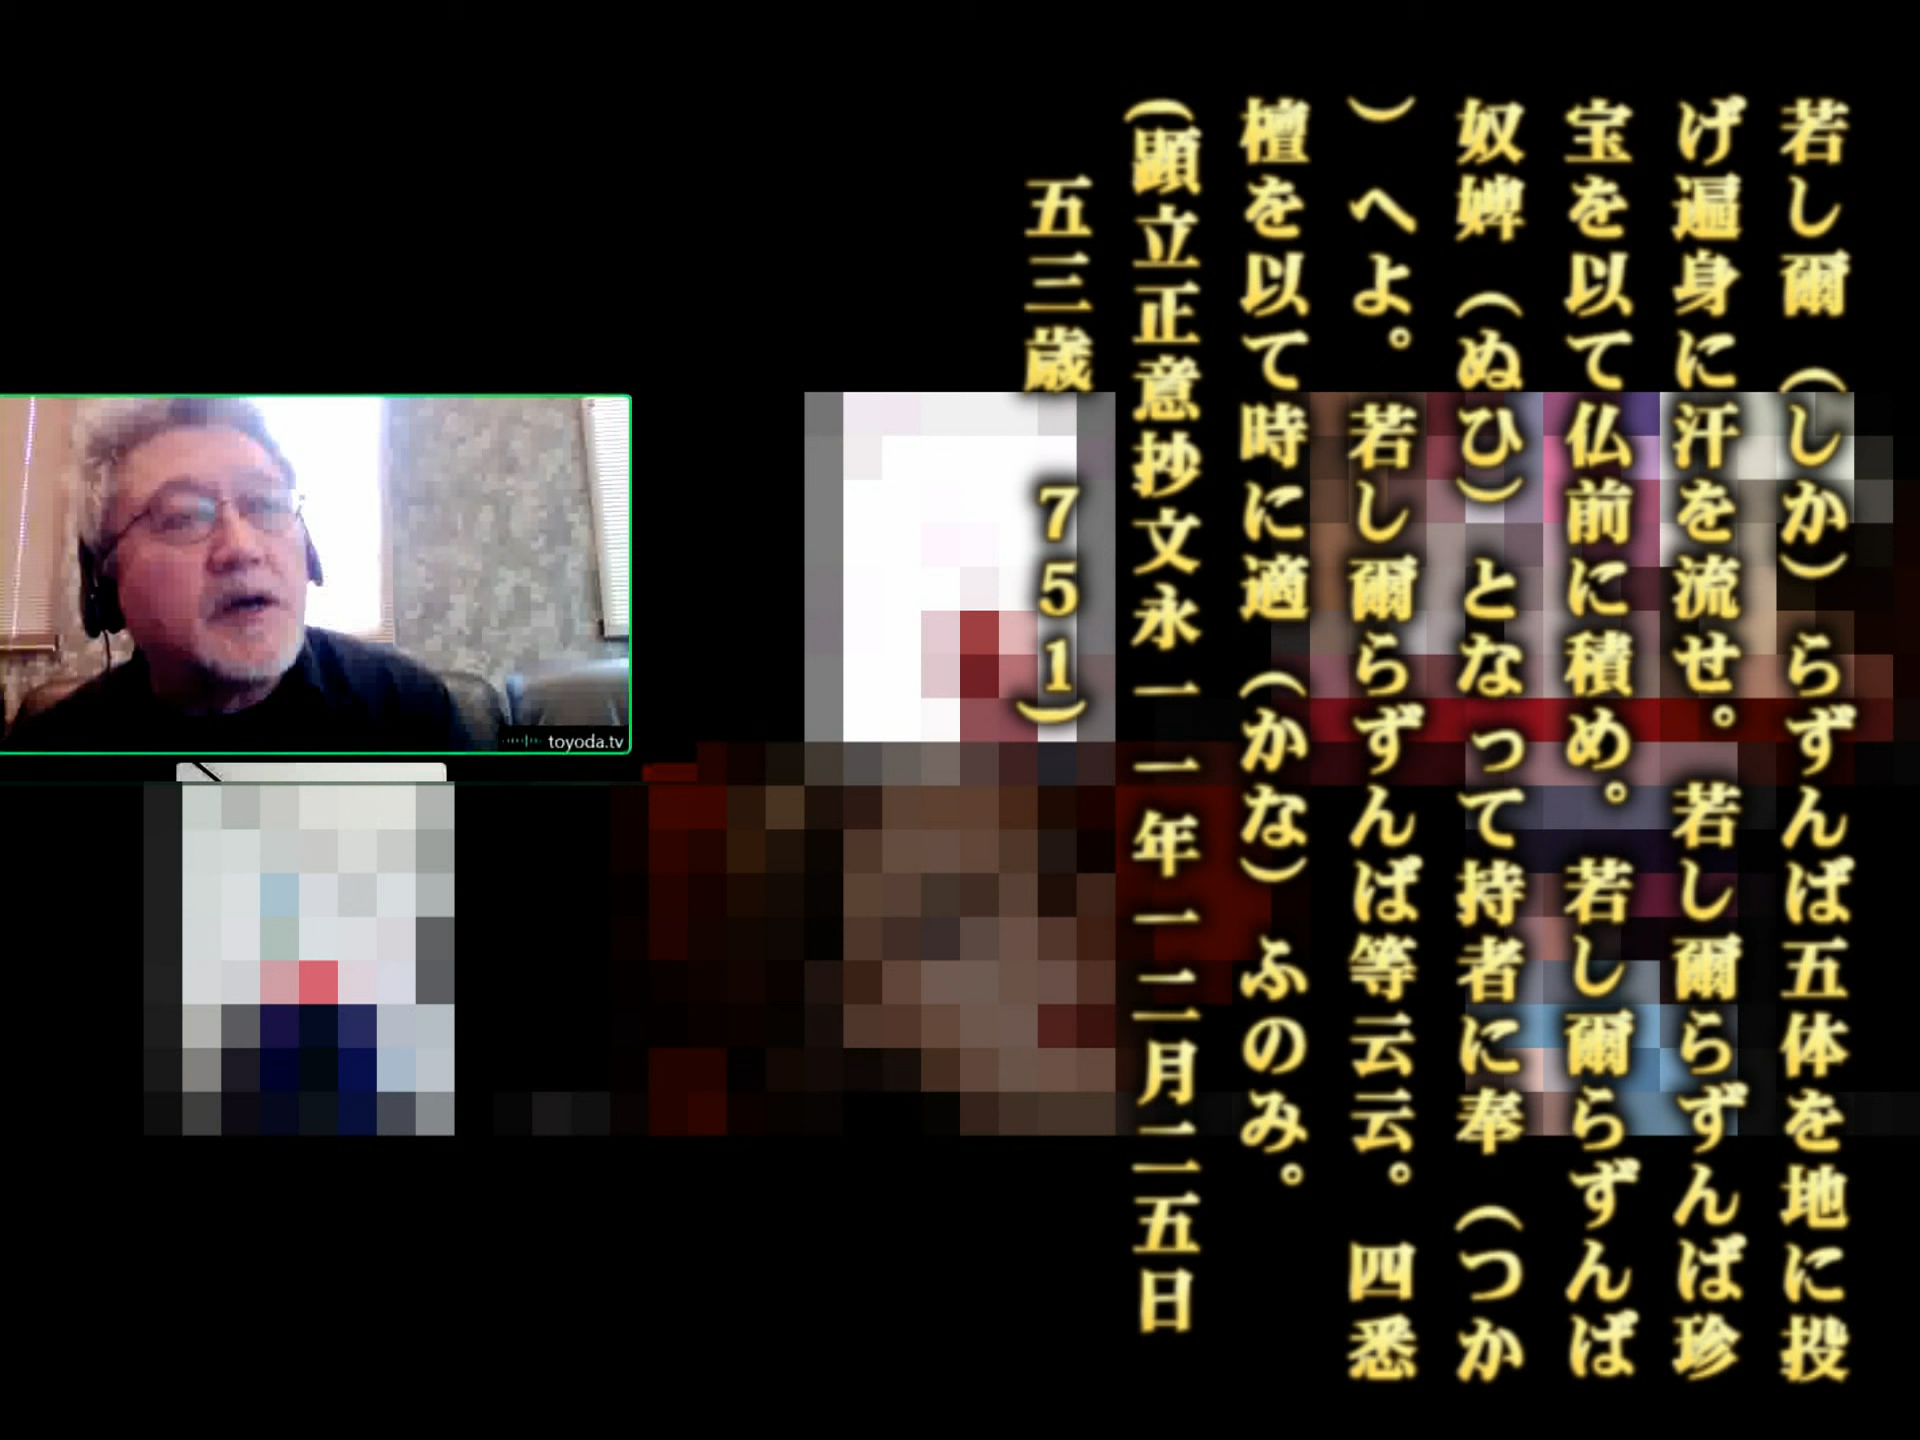 若し爾（しか）らずんば五体を地に投
げ遍身に汗を流せ。若し爾らずんば珍
宝を以て仏前に積め。若し爾らずんば
奴婢（ぬひ）となって持者に奉（つか
）へよ。若し爾らずんば等云云。四悉
檀を以て時に適（かな）ふのみ。
(顕立正意抄文永一一年一二月二五日
五三歳　751)
toyoda.tv